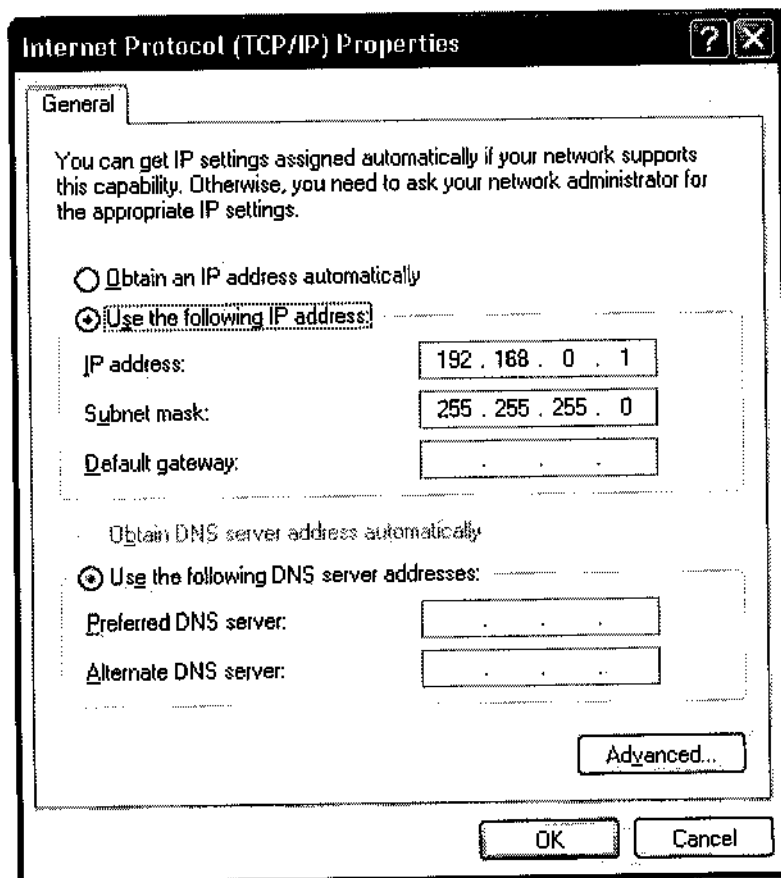 Internet Protocol (TCP/IP) Properties
General
You can get IP settings assigned automatically if your network supports
this capability. Otherwise, you need to ask your network administrator for
the appropriate IP settings.
Obtain an IP address automatically
Use the following IP address:
IP address: 192 . 168 . 0 . 1
Subnet mask: 255 . 255 . 255 . 0
Default gateway: . . .
Obtain DNS server address automatically
Use the following DNS server addresses:
Preferred DNS server: . . .
Alternate DNS server: . . .
Advanced...
OK Cancel